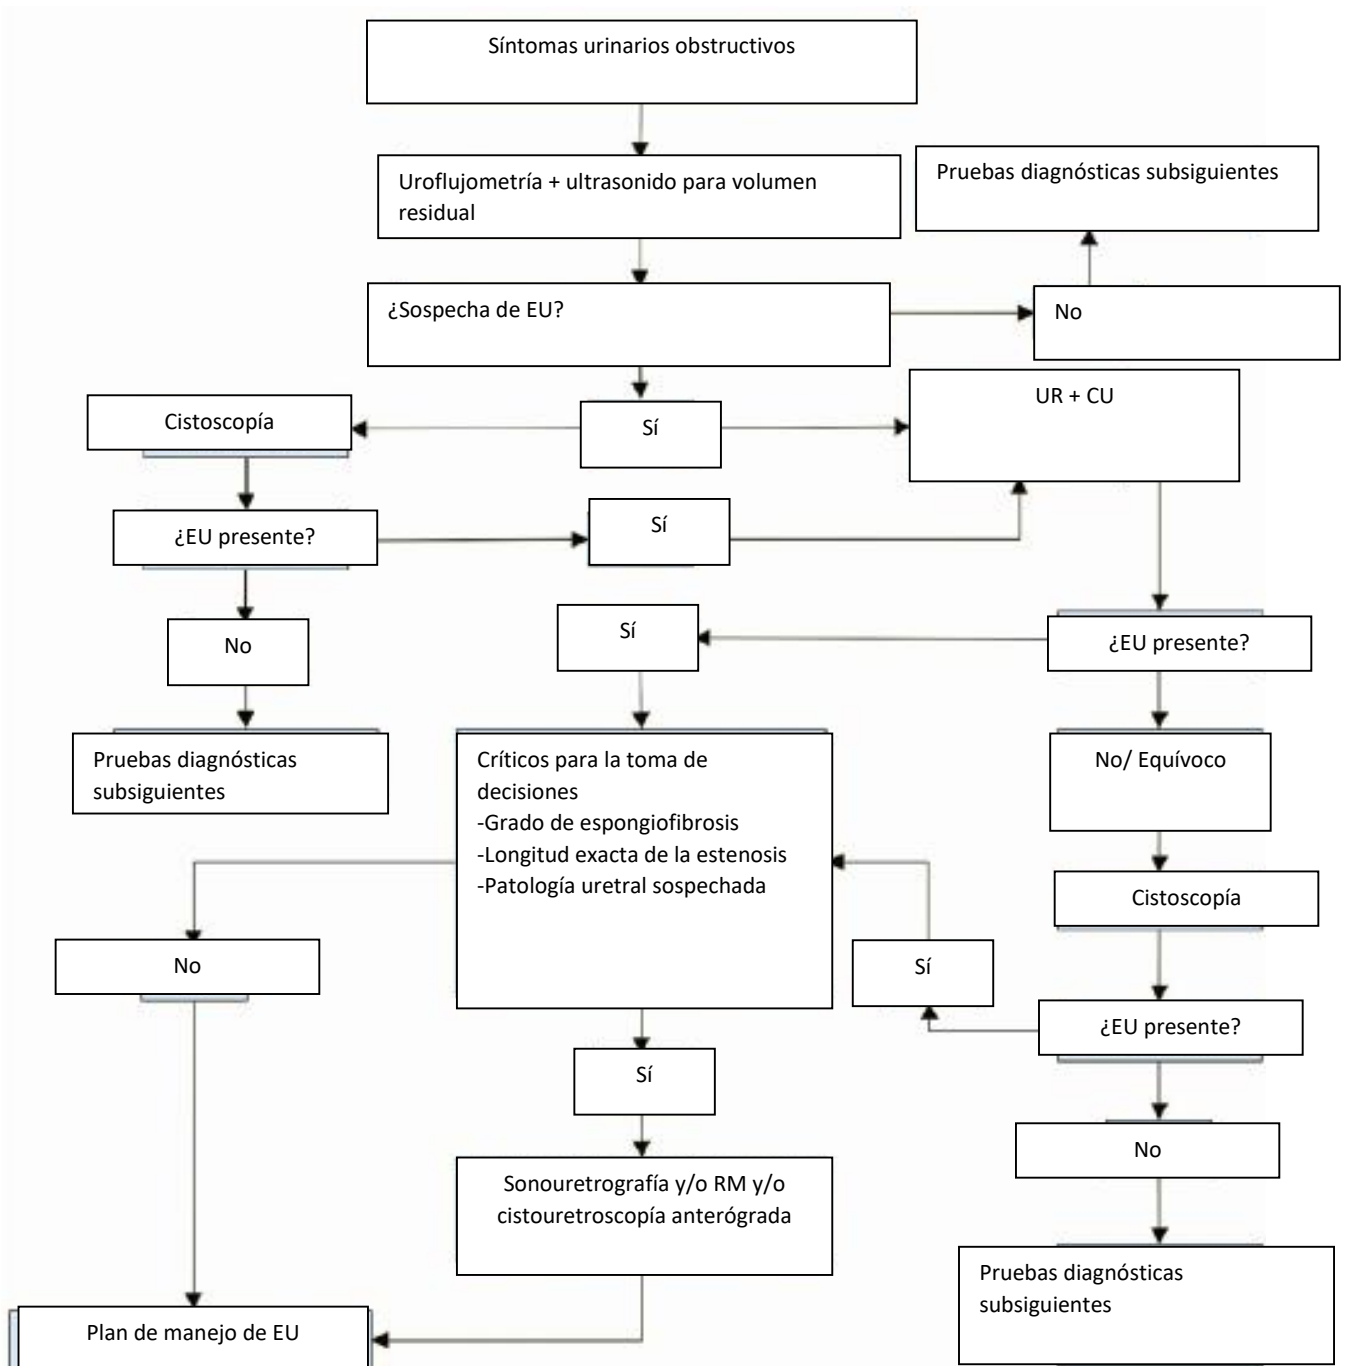 Síntomas urinarios obstructivos
Uroflujometría + ultrasonido para volumen
residual
Pruebas diagnósticas subsiguientes
¿Sospecha de EU?
No
UR + CU
Cistoscopía
Sí
¿EU presente?
Sí
Sí
¿EU presente?
No
Pruebas diagnósticas
subsiguientes
Críticos para la toma de
decisiones
-Grado de espongiofibrosis
-Longitud exacta de la estenosis
-Patología uretral sospechada
No/ Equívoco
Cistoscopía
No
Sí
¿EU presente?
Sí
No
Sonouretrografía y/o RM y/o
cistouretroscopía anterógrada
Pruebas diagnósticas
subsiguientes
Plan de manejo de EU